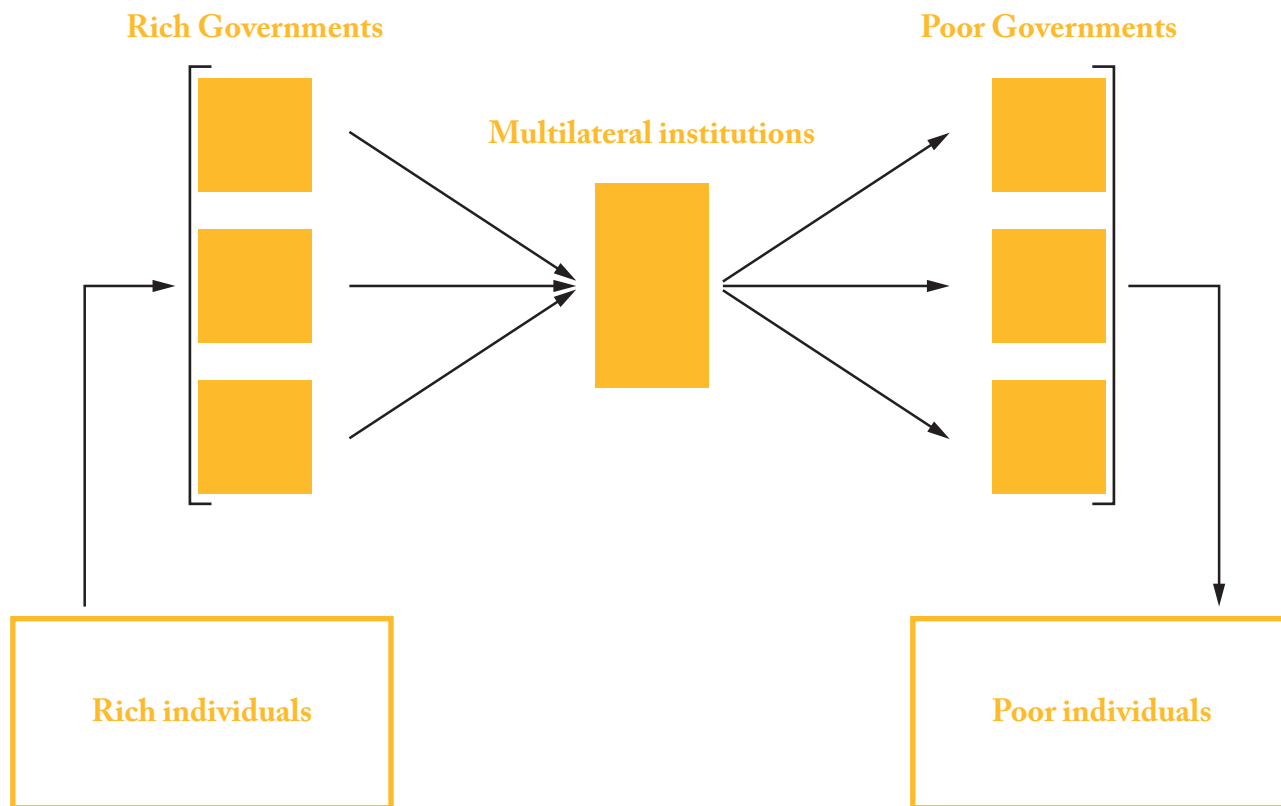 Rich Governments
Poor Governments
Multilateral institutions
Rich individuals
Poor individuals